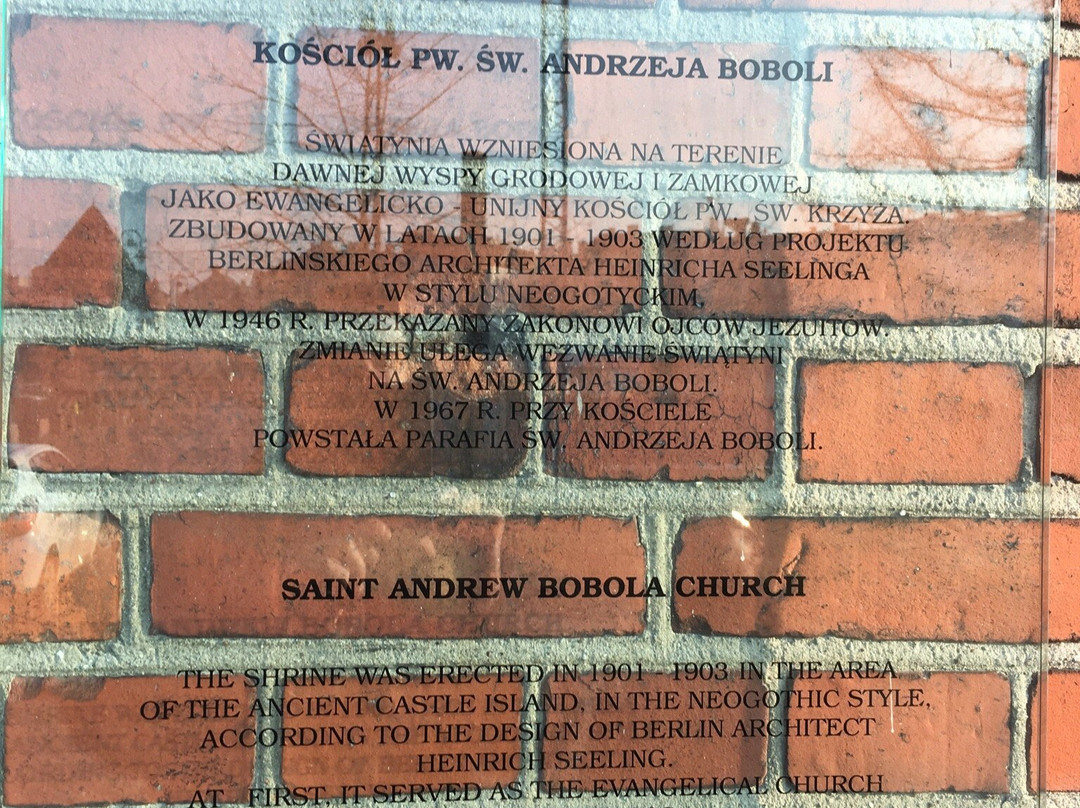 KOŚCIÓŁ PW. ŚW. ANDRZEJA BOBOLI
ŚWIĄTYNIA WZNIESIONA NA TERENIE
DAWNEJ WYSPY GRODOWEJ I ZAMKOWEJ
JAKO EWANGELICKO - UNIJNY KOŚCIÓŁ PW. ŚW. KRZYŻA.
ZBUDOWANY W LATACH 1901 - 1903 WEDŁUG PROJEKTU
BERLIŃSKIEGO ARCHITEKTA HEINRICHA SEELINGA
W STYLU NEOGOTYCKIM,
W 1946 R. PRZEKAZANY ZAKONOWI OJCÓW JEZUITÓW.
ZMIANIE ULEGA WEZWANIE ŚWIĄTYNI
NA ŚW. ANDRZEJA BOBOLI.
W 1967 R. PRZY KOŚCIELE
POWSTAŁA PARAFIA ŚW. ANDRZEJA BOBOLI.
SAINT ANDREW BOBOLA CHURCH
THE SHRINE WAS ERECTED IN 1901 - 1903 IN THE AREA
OF THE ANCIENT CASTLE ISLAND, IN THE NEOGOTHIC STYLE,
ACCORDING TO THE DESIGN OF BERLIN ARCHITECT
HEINRICH SEELING.
AT FIRST, IT SERVED AS THE EVANGELICAL CHURCH